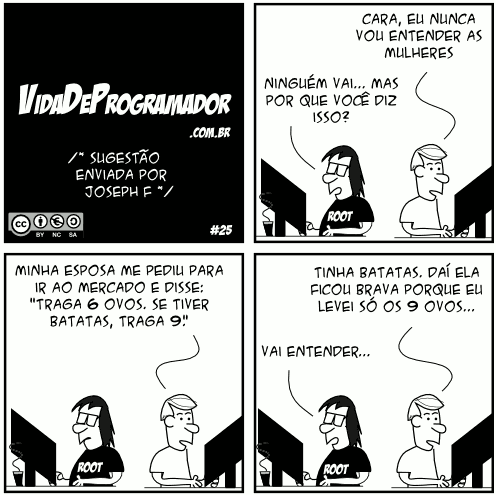 VIDADEPROGRAMADOR
.COM.BR
/* SUGESTÃO
ENVIADA POR
JOSEPH F */
cc
BY NC SA
#25
CARA, EU NUNCA
VOU ENTENDER AS
MULHERES
NINGUÉM VAI... MAS
POR QUE VOCÊ DIZ
ISSO?
ROOT
MINHA ESPOSA ME PEDIU PARA
IR AO MERCADO E DISSE:
"TRAGA 6 OVOS. SE TIVER
BATATAS, TRAGA 9."
ROOT
TINHA BATATAS. DAÍ ELA
FICOU BRAVA PORQUE EU
LEVEI SÓ OS 9 OVOS...
VAI ENTENDER...
ROOT